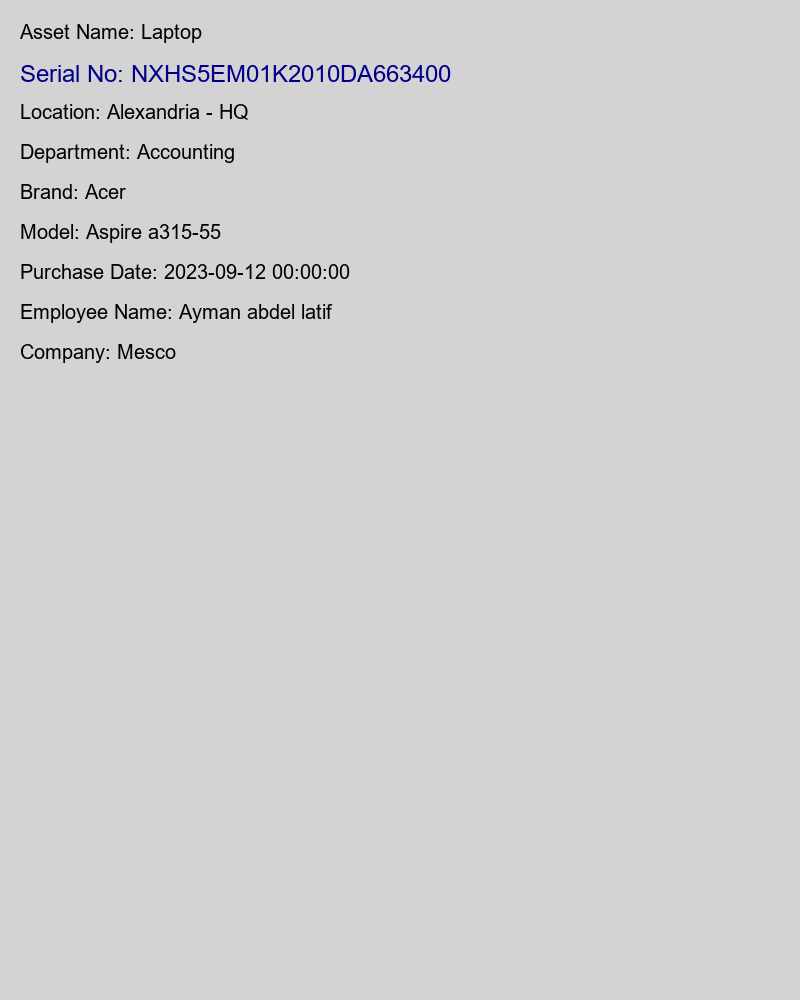 Asset Name: Laptop
Serial No: NXHS5EM01K2010DA663400
Location: Alexandria - HQ
Department: Accounting
Brand: Acer
Model: Aspire a315-55
Purchase Date: 2023-09-12 00:00:00
Employee Name: Ayman abdel latif
Company: Mesco